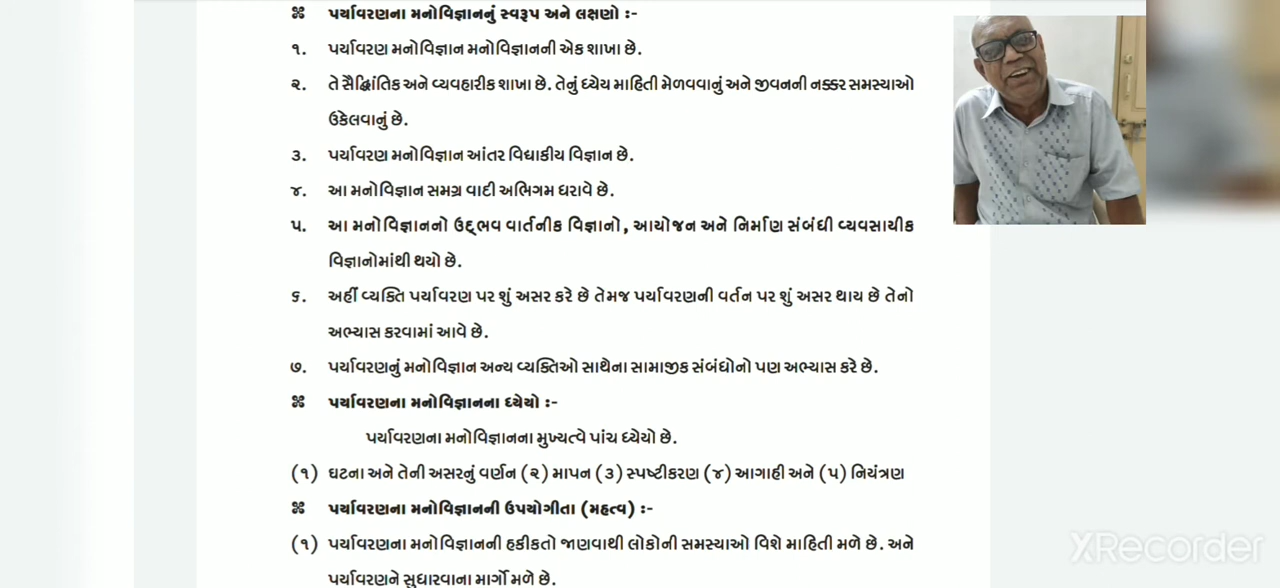 ⌘ પર્યાવરણના મનોવિજ્ઞાનનું સ્વરૂપ અને લક્ષણો :-
૧. પર્યાવરણ મનોવિજ્ઞાન મનોવિજ્ઞાનની એક શાખા છે.
૨. તે સૈદ્ધાંતિક અને વ્યવહારીક શાખા છે. તેનું ધ્યેય માહિતી મેળવવાનું અને જીવનની નક્કર સમસ્યાઓ
ઉકેલવાનું છે.
૩. પર્યાવરણ મનોવિજ્ઞાન આંતર વિદ્યાકીય વિજ્ઞાન છે.
૪. આ મનોવિજ્ઞાન સમગ્ર વાદી અભિગમ ધરાવે છે.
૫. આ મનોવિજ્ઞાનનો ઉદ્ભવ વાર્તનીક વિજ્ઞાનો, આયોજન અને નિર્માણ સંબંધી વ્યવસાયીક
વિજ્ઞાનોમાંથી થયો છે.
૬. અહીં વ્યક્તિ પર્યાવરણ પર શું અસર કરે છે તેમજ પર્યાવરણની વર્તન પર શું અસર થાય છે તેનો
અભ્યાસ કરવામાં આવે છે.
૭. પર્યાવરણનું મનોવિજ્ઞાન અન્ય વ્યક્તિઓ સાથેના સામાજીક સંબંધોનો પણ અભ્યાસ કરે છે.
⌘ પર્યાવરણના મનોવિજ્ઞાનના ધ્યેયો :-
પર્યાવરણના મનોવિજ્ઞાનના મુખ્યત્વે પાંચ ધ્યેયો છે.
(૧) ઘટના અને તેની અસરનું વર્ણન (૨) માપન (૩) સ્પષ્ટીકરણ (૪) આગાહી અને (૫) નિયંત્રણ
⌘ પર્યાવરણના મનોવિજ્ઞાનની ઉપયોગીતા (મહત્વ) :-
(૧) પર્યાવરણના મનોવિજ્ઞાનની હકીકતો જાણવાથી લોકોની સમસ્યાઓ વિશે માહિતી મળે છે. અને
પર્યાવરણને સુધારવાના માર્ગો મળે છે.
XRecorder